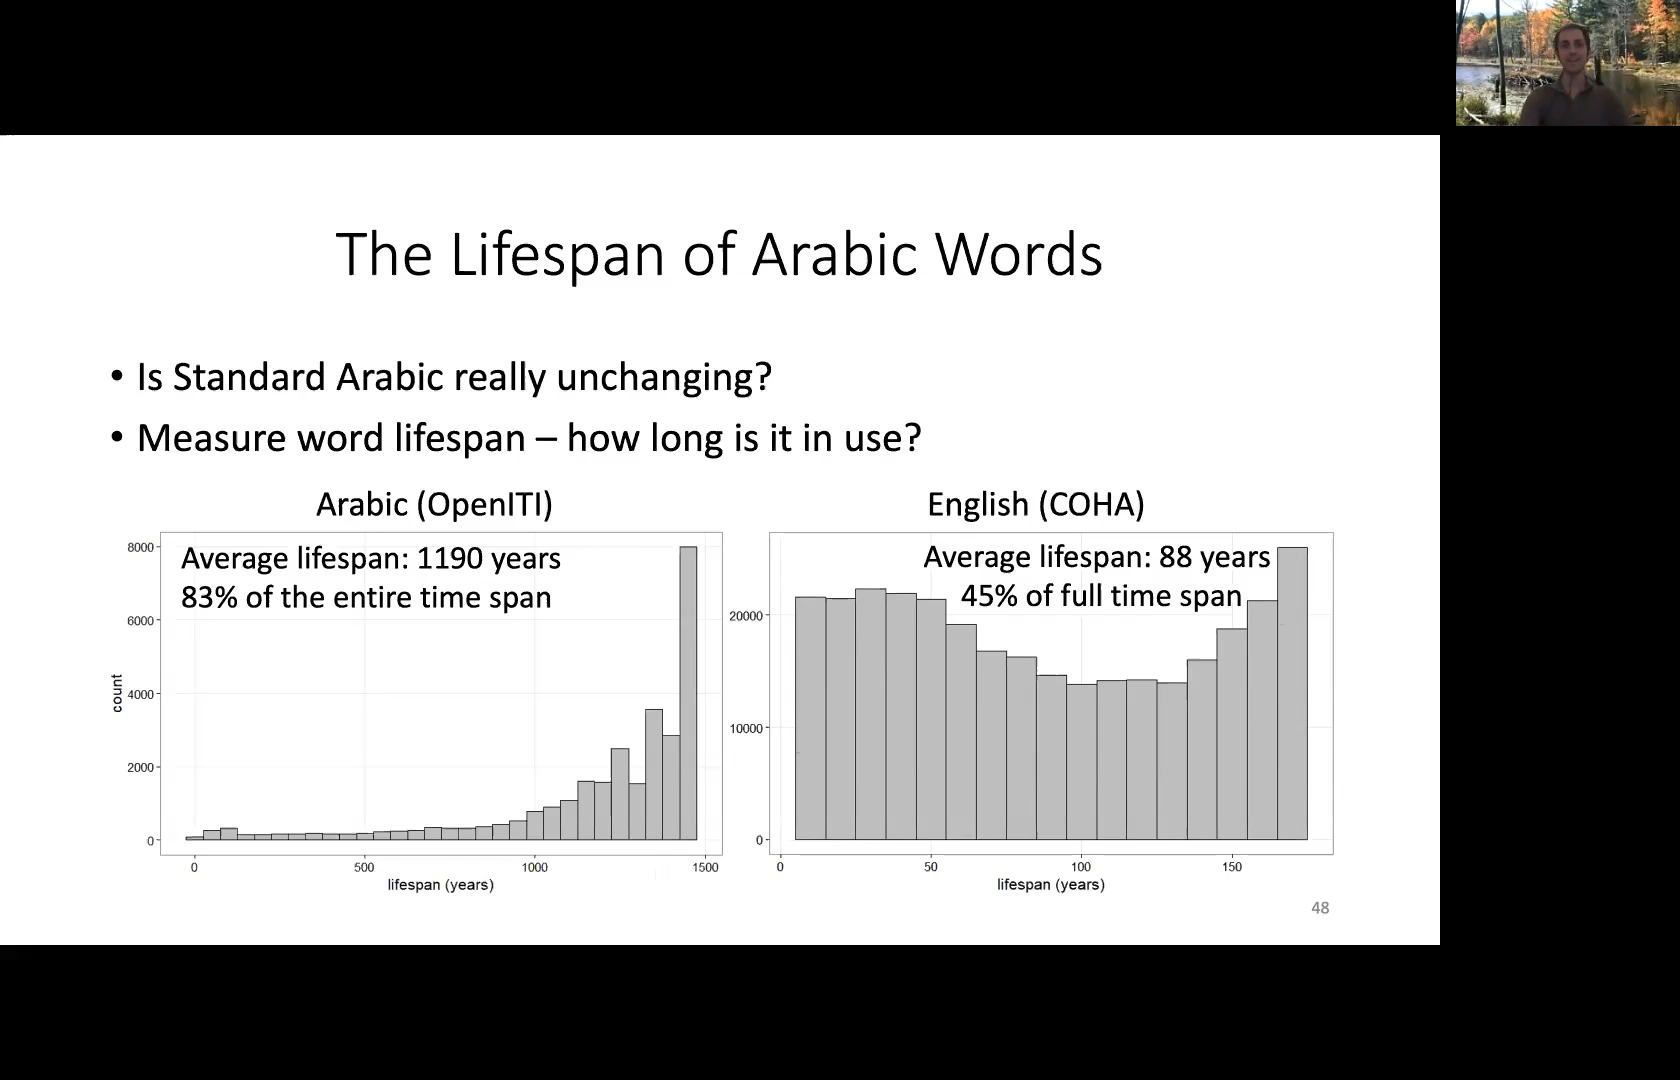 The Lifespan of Arabic Words
• Is Standard Arabic really unchanging?
• Measure word lifespan – how long is it in use?
Arabic (OpenITI)
Average lifespan: 1190 years
83% of the entire time span
8000
6000
4000
2000
0
count
0 500 1000 1500
lifespan (years)
English (COHA)
Average lifespan: 88 years
45% of full time span
20000
10000
0
0 50 100 150
lifespan (years)
48